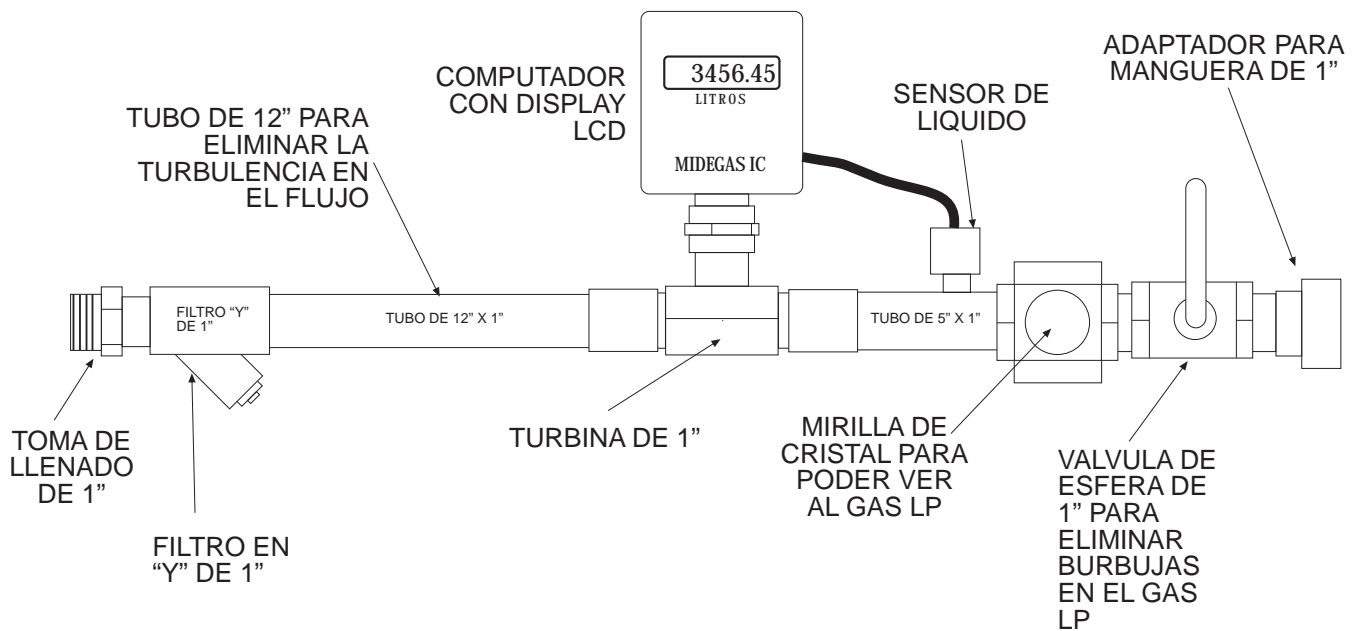 ADAPTADOR PARA
MANGUERA DE 1”
COMPUTADOR
CON DISPLAY
LCD
3456.45
LITROS
MIDEGAS IC
SENSOR DE
LIQUIDO
TUBO DE 12” PARA
ELIMINAR LA
TURBULENCIA EN
EL FLUJO
FILTRO “Y”
DE 1”
TUBO DE 12” X 1”
TUBO DE 5” X 1”
TOMA DE
LLENADO
DE 1”
FILTRO EN
“Y” DE 1”
TURBINA DE 1”
MIRILLA DE
CRISTAL PARA
PODER VER
AL GAS LP
VALVULA DE
ESFERA DE
1” PARA
ELIMINAR
BURBUJAS
EN EL GAS
LP